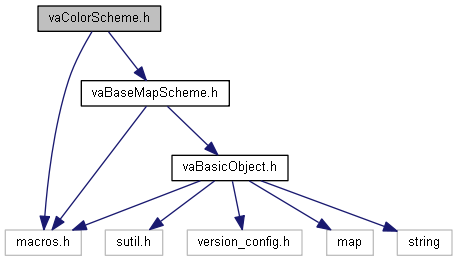 vaColorScheme.h
vaBaseMapScheme.h
vaBasicObject.h
macros.h
sutil.h
version_config.h
map
string